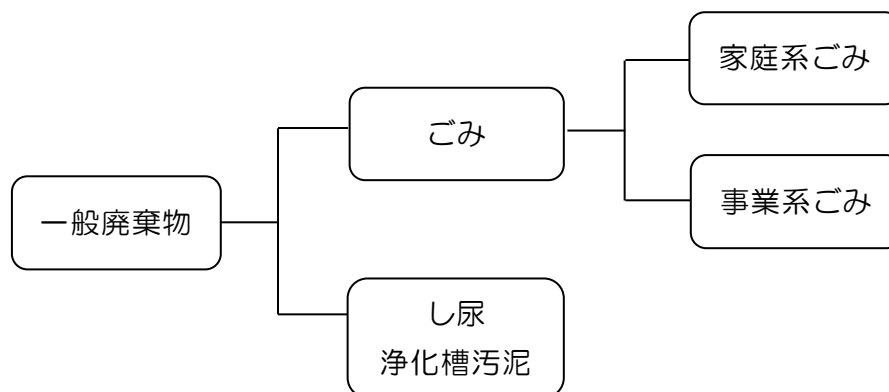 一般廃棄物
ごみ
し尿
浄化槽汚泥
家庭系ごみ
事業系ごみ